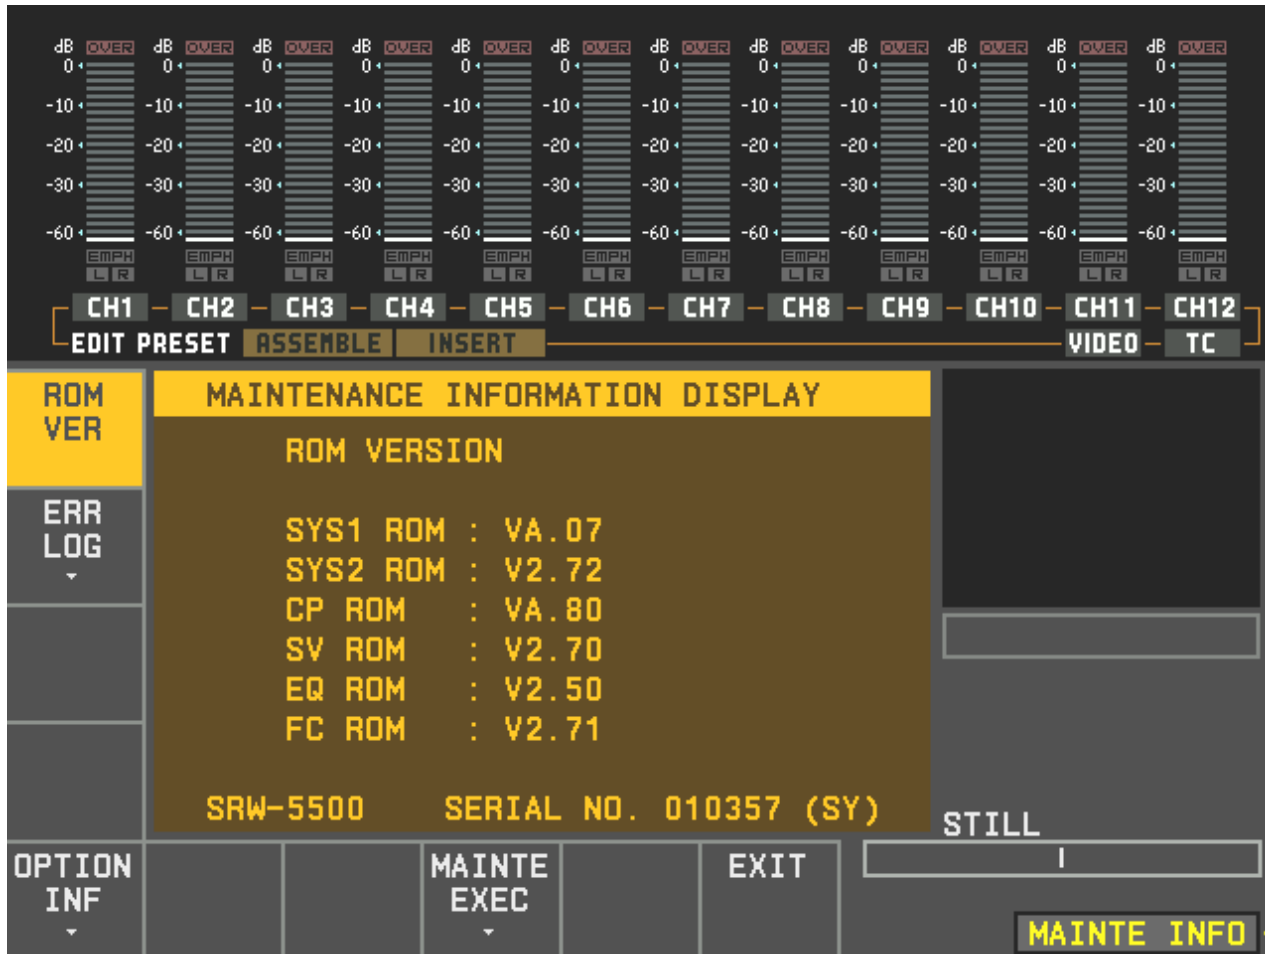 dB OVER dB OVER dB OVER dB OVER dB OVER dB OVER dB OVER dB OVER dB OVER dB OVER dB OVER dB OVER
0 0 0 0 0 0 0 0 0 0 0 0
-10 -10 -10 -10 -10 -10 -10 -10 -10 -10 -10 -10
-20 -20 -20 -20 -20 -20 -20 -20 -20 -20 -20 -20
-30 -30 -30 -30 -30 -30 -30 -30 -30 -30 -30 -30
-60 -60 -60 -60 -60 -60 -60 -60 -60 -60 -60 -60
EMPH EMPH EMPH EMPH EMPH EMPH EMPH EMPH EMPH EMPH EMPH EMPH
L R L R L R L R L R L R L R L R L R L R L R L R
CH1 CH2 CH3 CH4 CH5 CH6 CH7 CH8 CH9 CH10 CH11 CH12
EDIT PRESET ASSEMBLE INSERT VIDEO TC
ROM
VER
ERR
LOG
MAINTENANCE INFORMATION DISPLAY
ROM VERSION
SYS1 ROM : VA.07
SYS2 ROM : V2.72
CP ROM : VA.80
SV ROM : V2.70
EQ ROM : V2.50
FC ROM : V2.71
SRW-5500 SERIAL NO. 010357 (SY)
STILL
OPTION
INF
MAINTE
EXEC
EXIT
MAINTE INFO